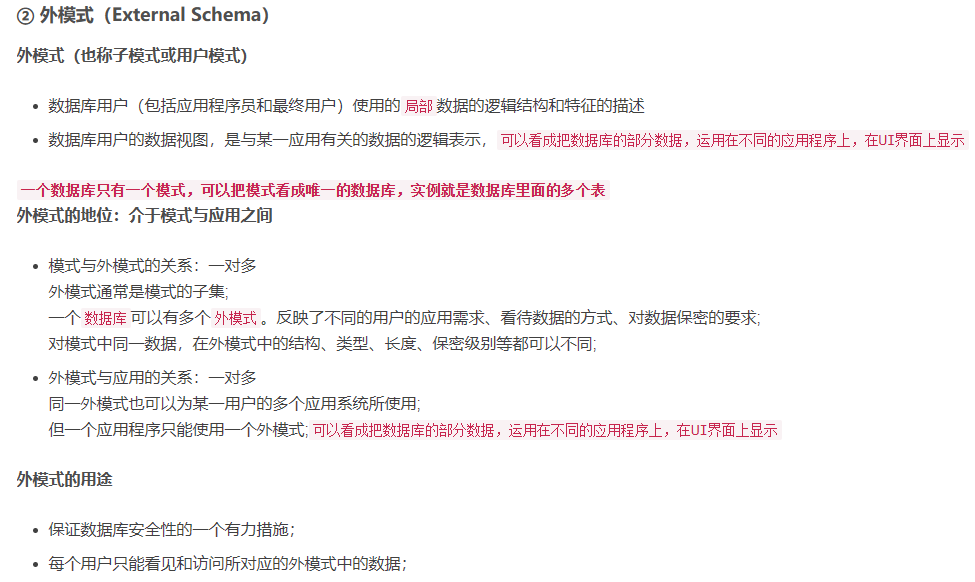 ② 外模式（External Schema）
外模式（也称子模式或用户模式）
• 数据库用户（包括应用程序员和最终用户）使用的 局部 数据的逻辑结构和特征的描述
• 数据库用户的数据视图，是与某一应用有关的数据的逻辑表示， 可以看成把数据库的部分数据，运用在不同的应用程序上，在UI界面上显示
一个数据库只有一个模式，可以把模式看成唯一的数据库，实例就是数据库里面的多个表
外模式的地位：介于模式与应用之间
• 模式与外模式的关系：一对多
外模式通常是模式的子集;
一个 数据库 可以有多个 外模式 。反映了不同的用户的应用需求、看待数据的方式、对数据保密的要求;
对模式中同一数据，在外模式中的结构、类型、长度、保密级别等都可以不同;
• 外模式与应用的关系：一对多
同一外模式也可以为某一用户的多个应用系统所使用;
但一个应用程序只能使用一个外模式; 可以看成把数据库的部分数据，运用在不同的应用程序上，在UI界面上显示
外模式的用途
• 保证数据库安全性的一个有力措施；
• 每个用户只能看见和访问所对应的外模式中的数据；